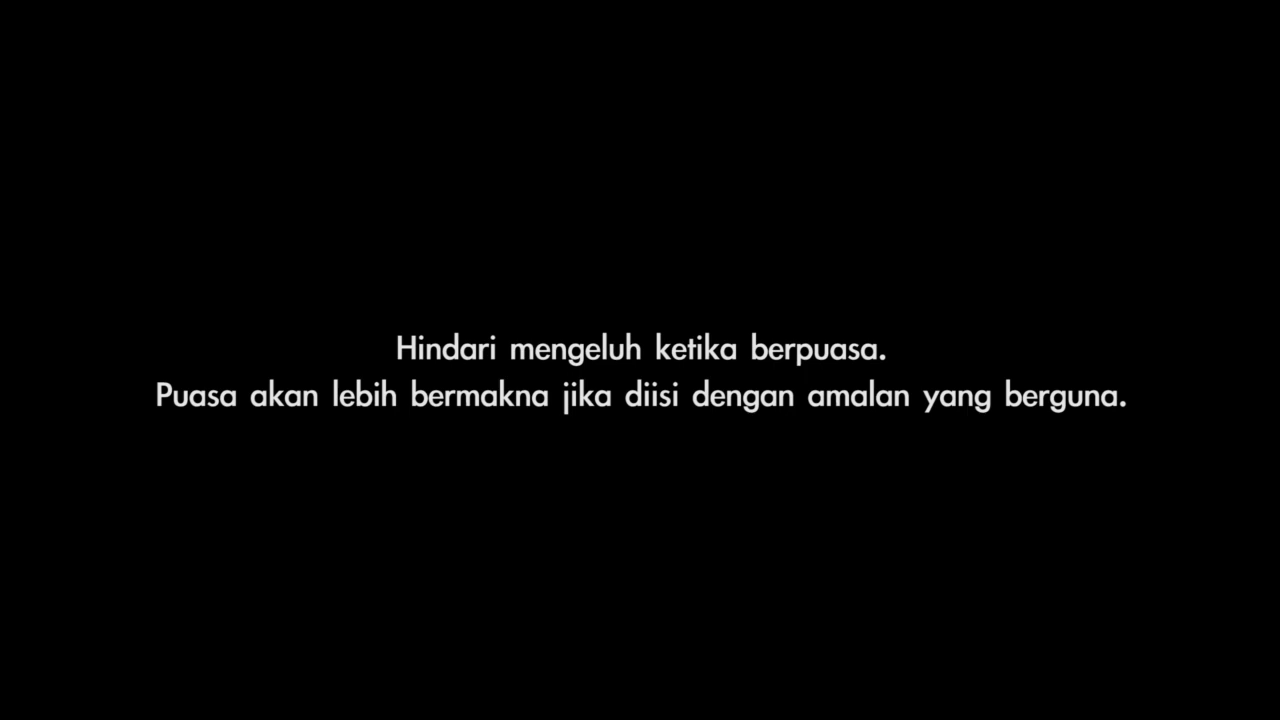 Hindari mengeluh ketika berpuasa.
Puasa akan lebih bermakna jika diisi dengan amalan yang berguna.